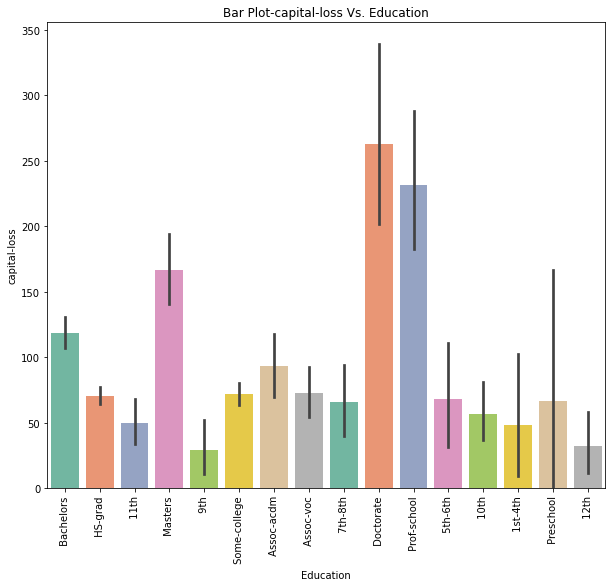 Bar Plot-capital-loss Vs. Education
350
300
250
200
150
100
50
0
capital-loss
Bachelors
HS-grad
11th
Masters
9th
Some-college
Assoc-acdm
Assoc-voc
7th-8th
Doctorate
Prof-school
5th-6th
10th
1st-4th
Preschool
12th
Education